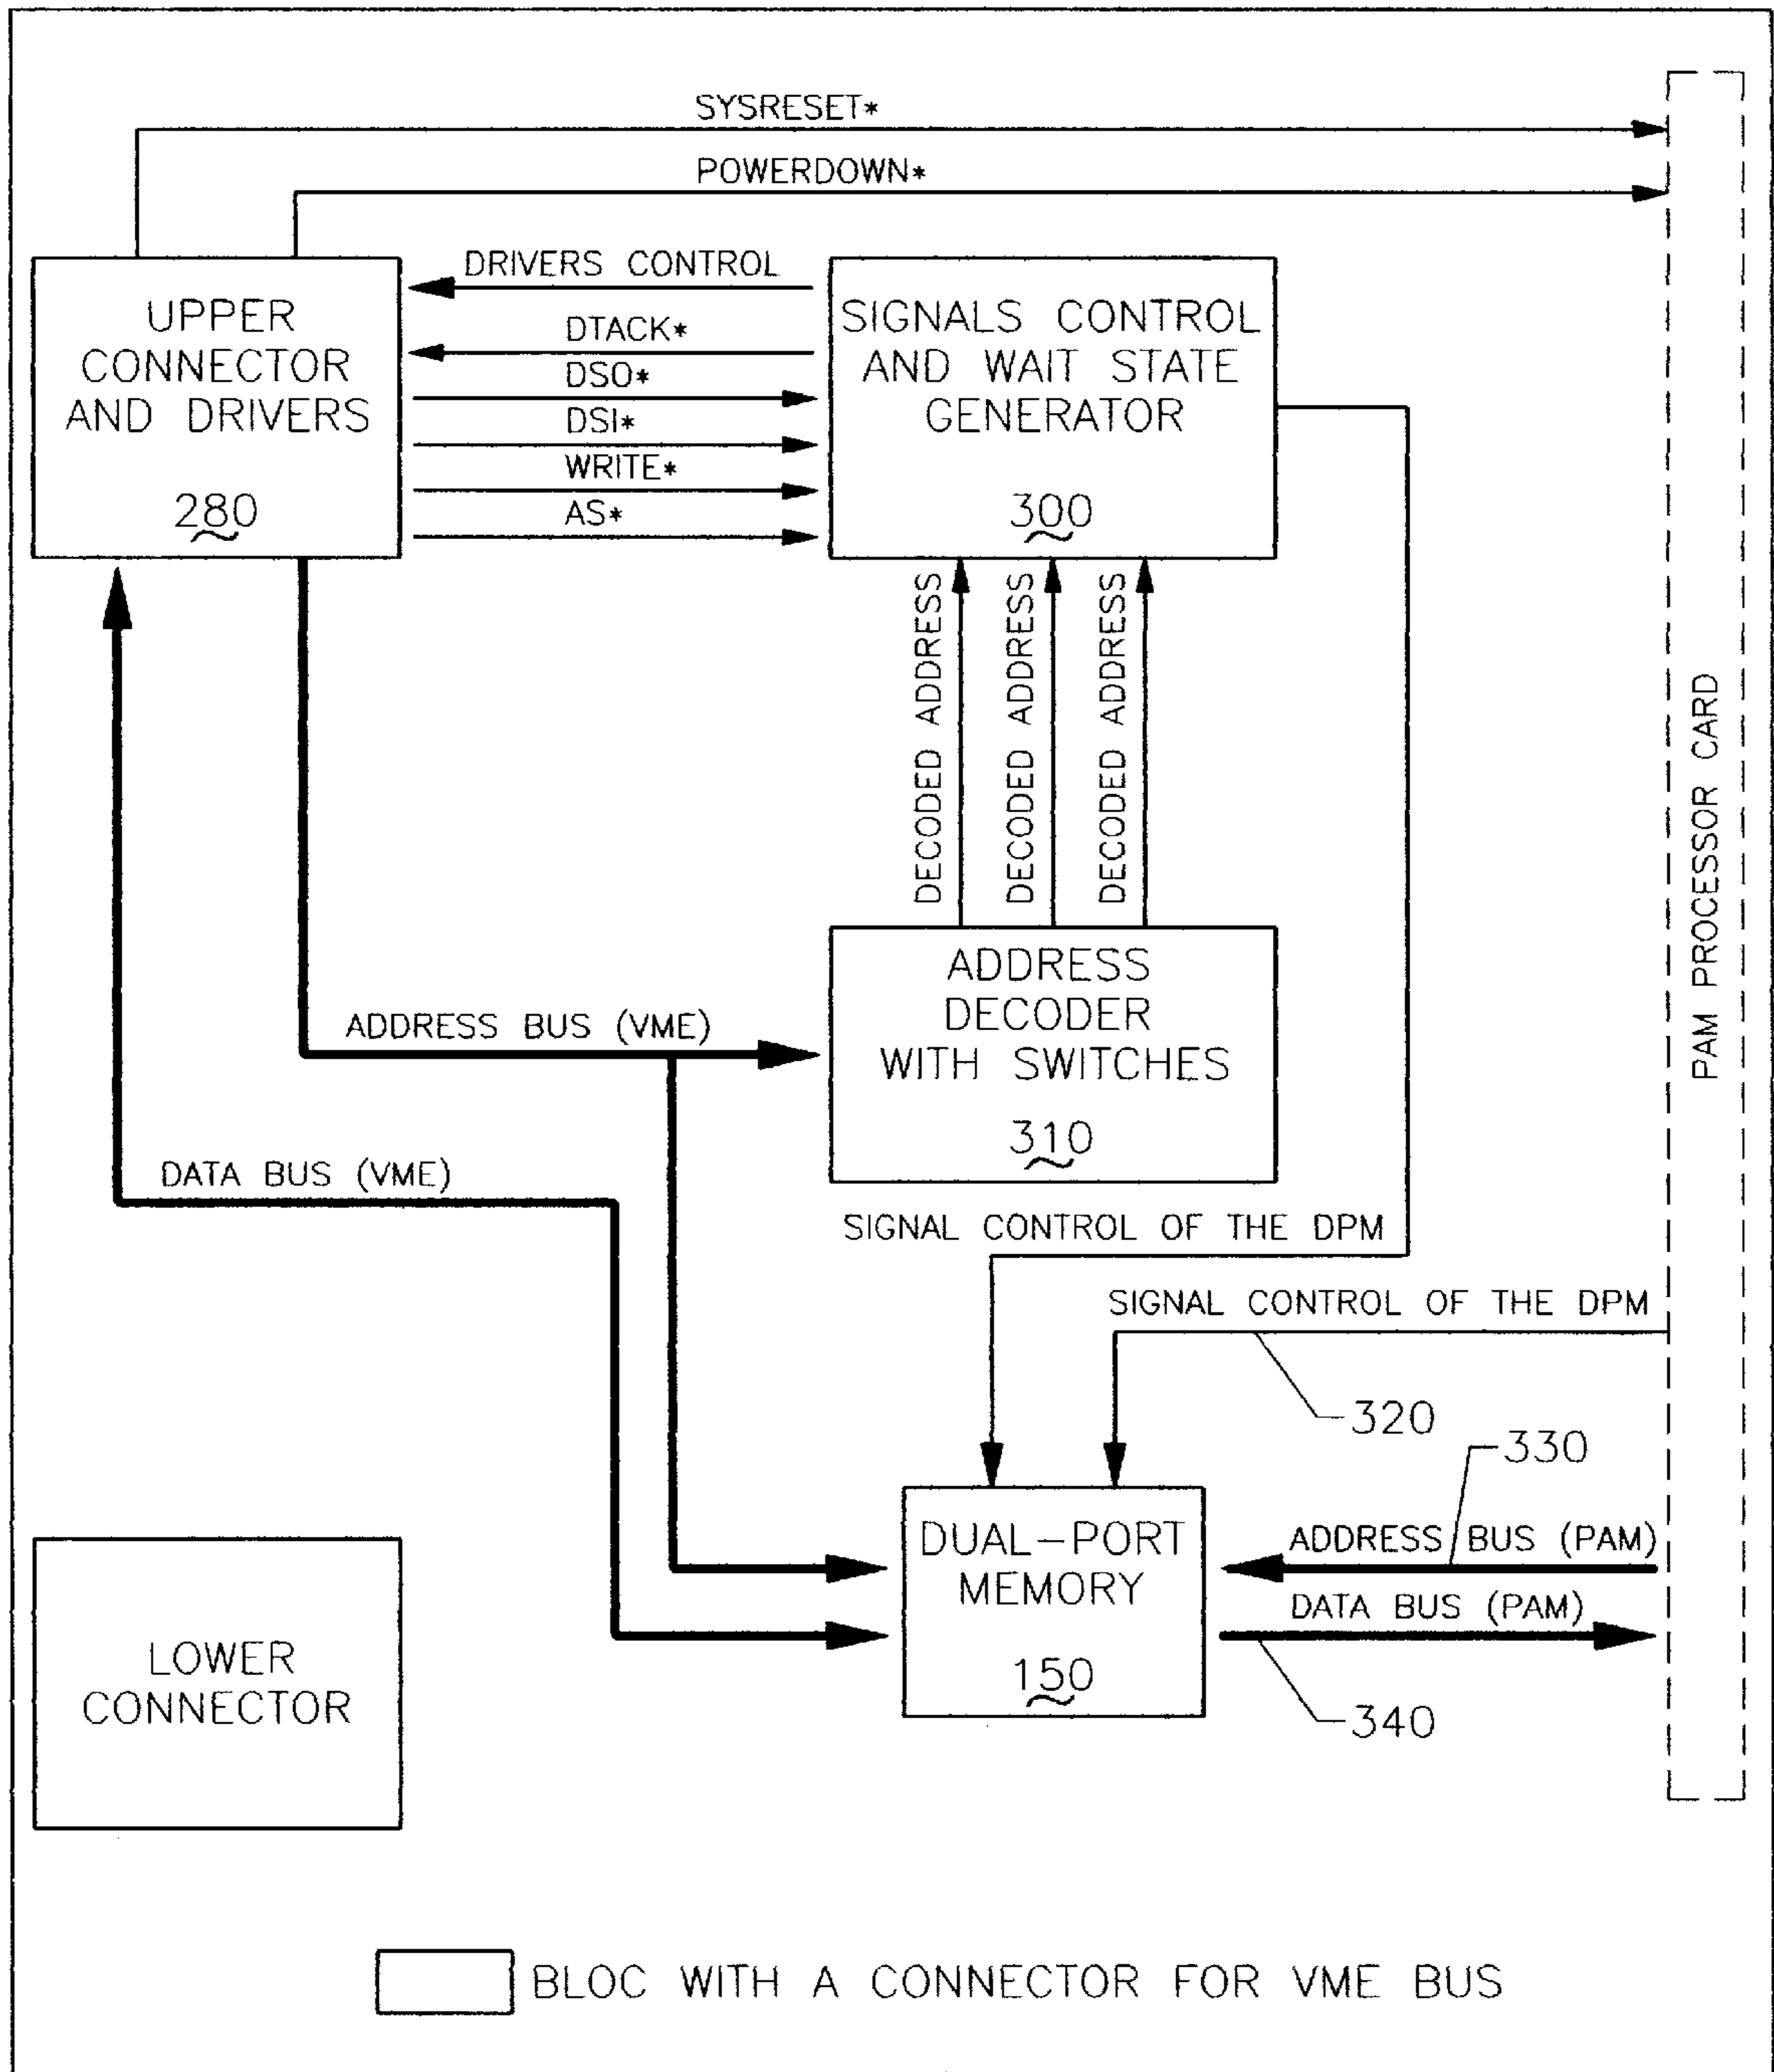 SYSRESET*
POWERDOWN*
DRIVERS CONTROL
UPPER
CONNECTOR
AND DRIVERS
280
DTACK*
DSO*
DSI*
WRITE*
AS*
SIGNALS CONTROL
AND WAIT STATE
GENERATOR
300
DECODED ADDRESS
DECODED ADDRESS
DECODED ADDRESS
PAM PROCESSOR CARD
ADDRESS BUS (VME)
ADDRESS
DECODER
WITH SWITCHES
310
DATA BUS (VME)
SIGNAL CONTROL OF THE DPM
SIGNAL CONTROL OF THE DPM
320
330
DUAL-PORT
MEMORY
150
ADDRESS BUS (PAM)
DATA BUS (PAM)
340
LOWER
CONNECTOR
BLOC WITH A CONNECTOR FOR VME BUS